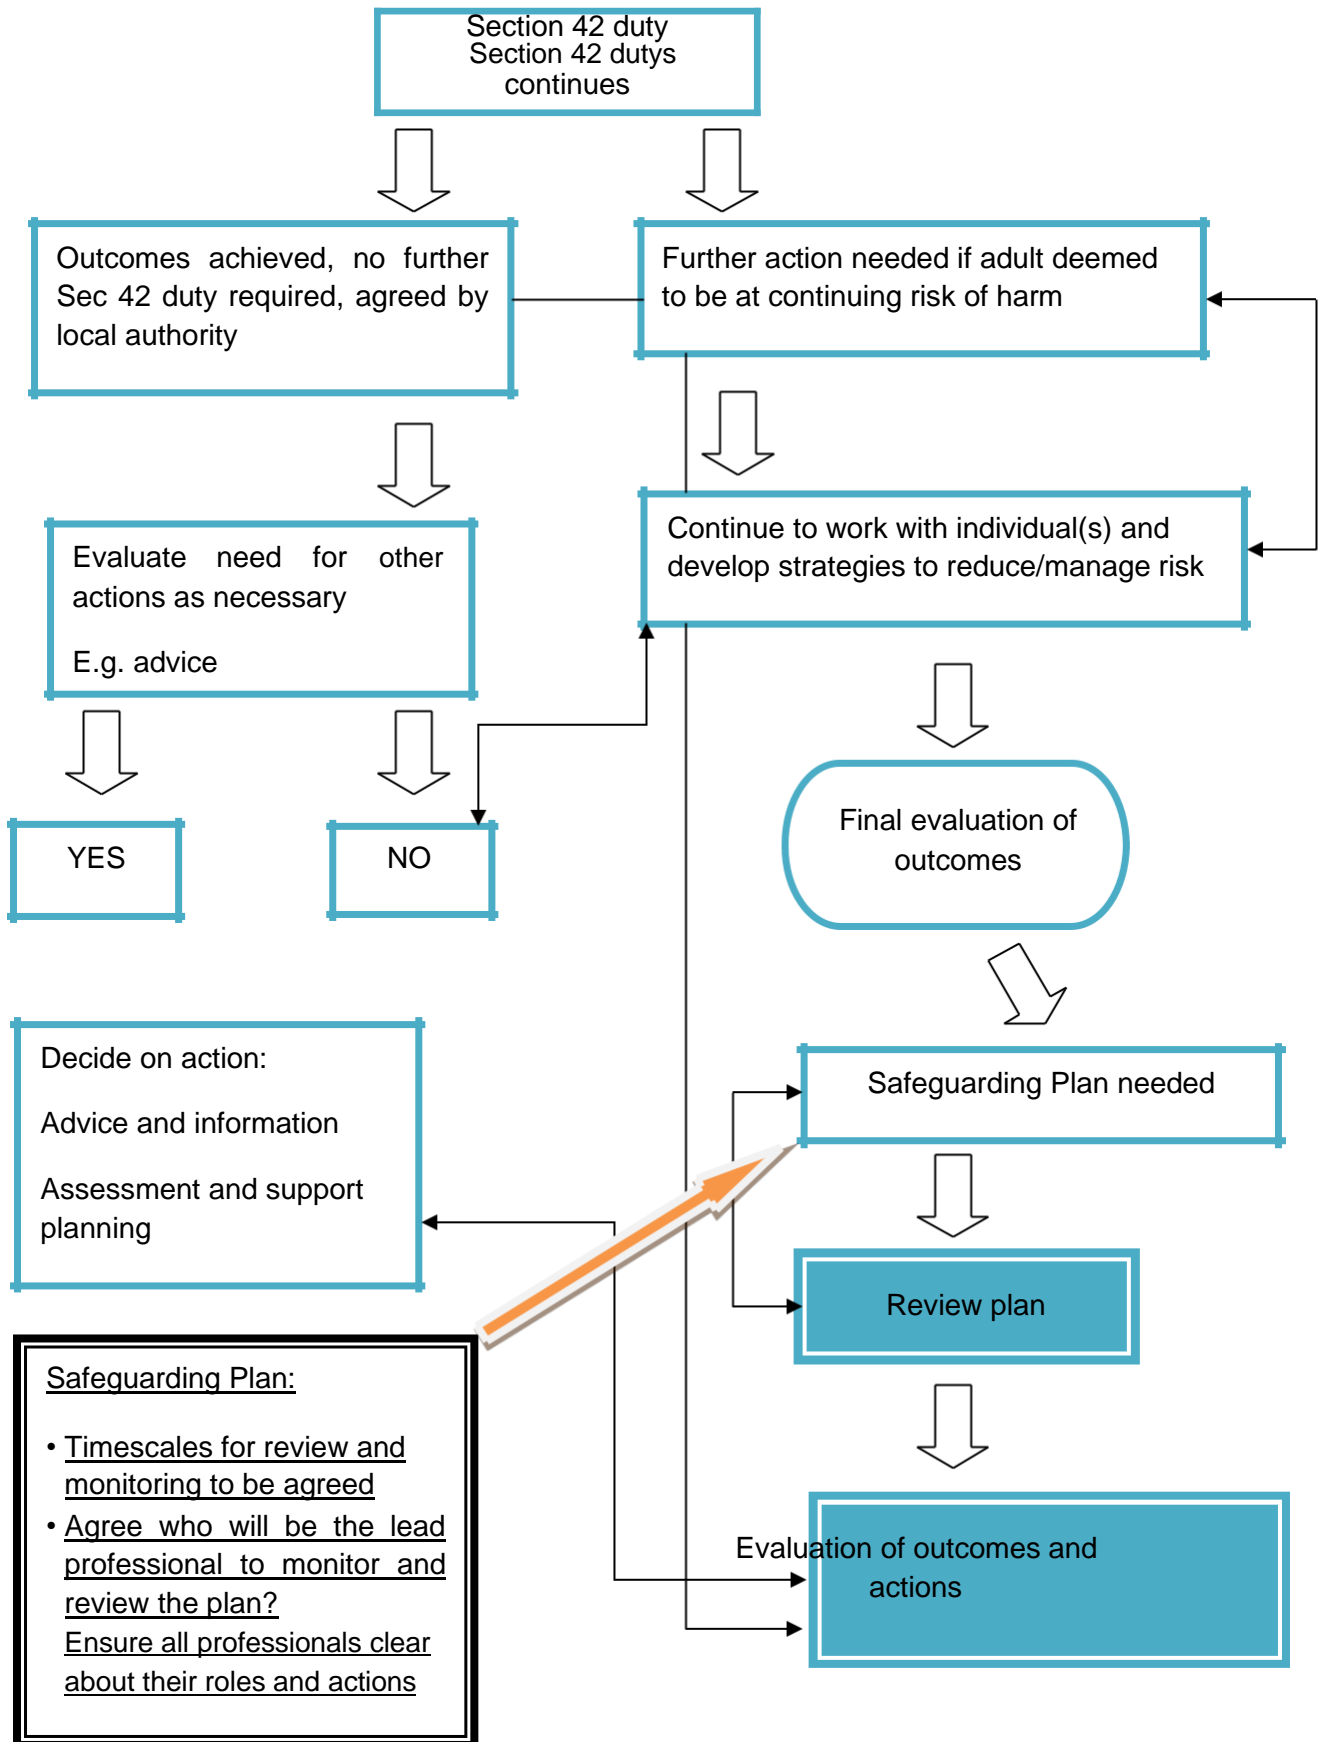 Section 42 duty
Section 42 dutys
continues
Outcomes achieved, no further
Sec 42 duty required, agreed by
local authority
Further action needed if adult deemed
to be at continuing risk of harm
Evaluate need for other
actions as necessary
E.g. advice
Continue to work with individual(s) and
develop strategies to reduce/manage risk
YES
NO
Final evaluation of
outcomes
Decide on action:
Advice and information
Assessment and support
planning
Safeguarding Plan needed
Review plan
Safeguarding Plan:
• Timescales for review and
monitoring to be agreed
• Agree who will be the lead
professional to monitor and
review the plan?
Ensure all professionals clear
about their roles and actions
Evaluation of outcomes and
actions